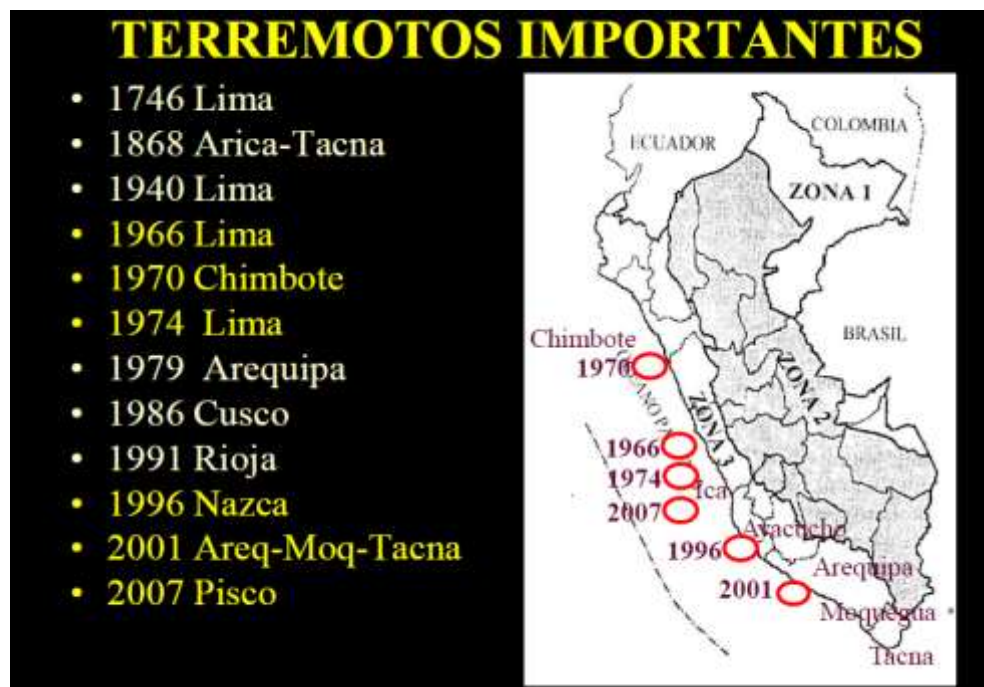 TERREMOTOS IMPORTANTES
• 1746 Lima
• 1868 Arica-Tacna
• 1940 Lima
• 1966 Lima
• 1970 Chimbote
• 1974 Lima
• 1979 Arequipa
• 1986 Cusco
• 1991 Rioja
• 1996 Nazca
• 2001 Areq-Moq-Tacna
• 2007 Pisco
COLOMBIA
ECUADOR
ZONA 1
BRASIL
Chimbote
1970
ZONA 2
ZONA 3
1966
1974
Ica
2007
Ayacucho
1996
Arequipa
2001
Moquegua
Tacna